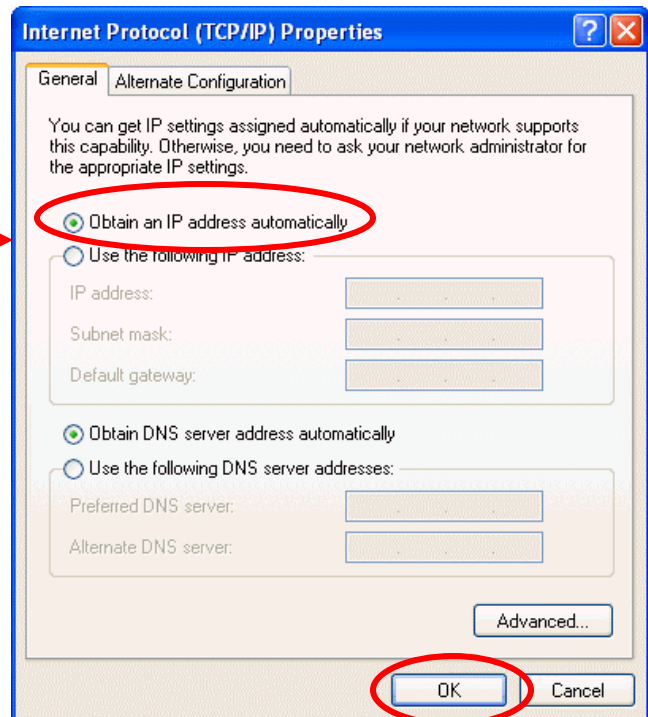 Internet Protocol (TCP/IP) Properties
General
Alternate Configuration
You can get IP settings assigned automatically if your network supports
this capability. Otherwise, you need to ask your network administrator for
the appropriate IP settings.
Obtain an IP address automatically
Use the following IP address:
IP address:
Subnet mask:
Default gateway:
Obtain DNS server address automatically
Use the following DNS server addresses:
Preferred DNS server:
Alternate DNS server:
Advanced...
OK
Cancel